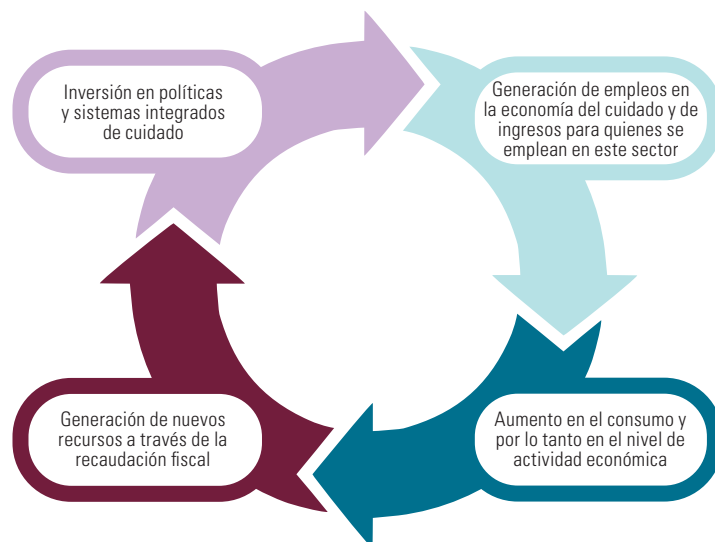 Inversión en políticas
y sistemas integrados
de cuidado
Generación de empleos en
la economía del cuidado y de
ingresos para quienes se
emplean en este sector
Aumento en el consumo y
por lo tanto en el nivel de
actividad económica
Generación de nuevos
recursos a través de la
recaudación fiscal